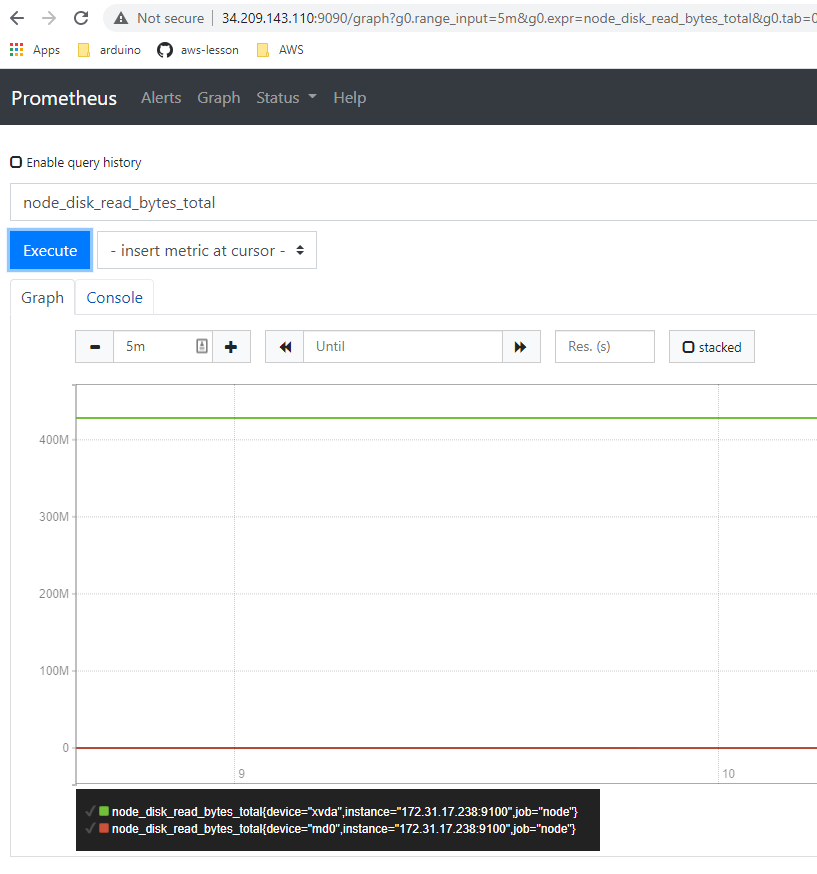 Not secure | 34.209.143.110:9090/graph?g0.range_input=5m&g0.expr=node_disk_read_bytes_total&g0.tab=0
Apps arduino aws-lesson AWS
Prometheus Alerts Graph Status Help
Enable query history
node_disk_read_bytes_total
Execute - insert metric at cursor -
Graph Console
5m Until Res. (s) stacked
400M
300M
200M
100M
0
9 10
node_disk_read_bytes_total{device="xvda",instance="172.31.17.238:9100",job="node"}
node_disk_read_bytes_total{device="md0",instance="172.31.17.238:9100",job="node"}